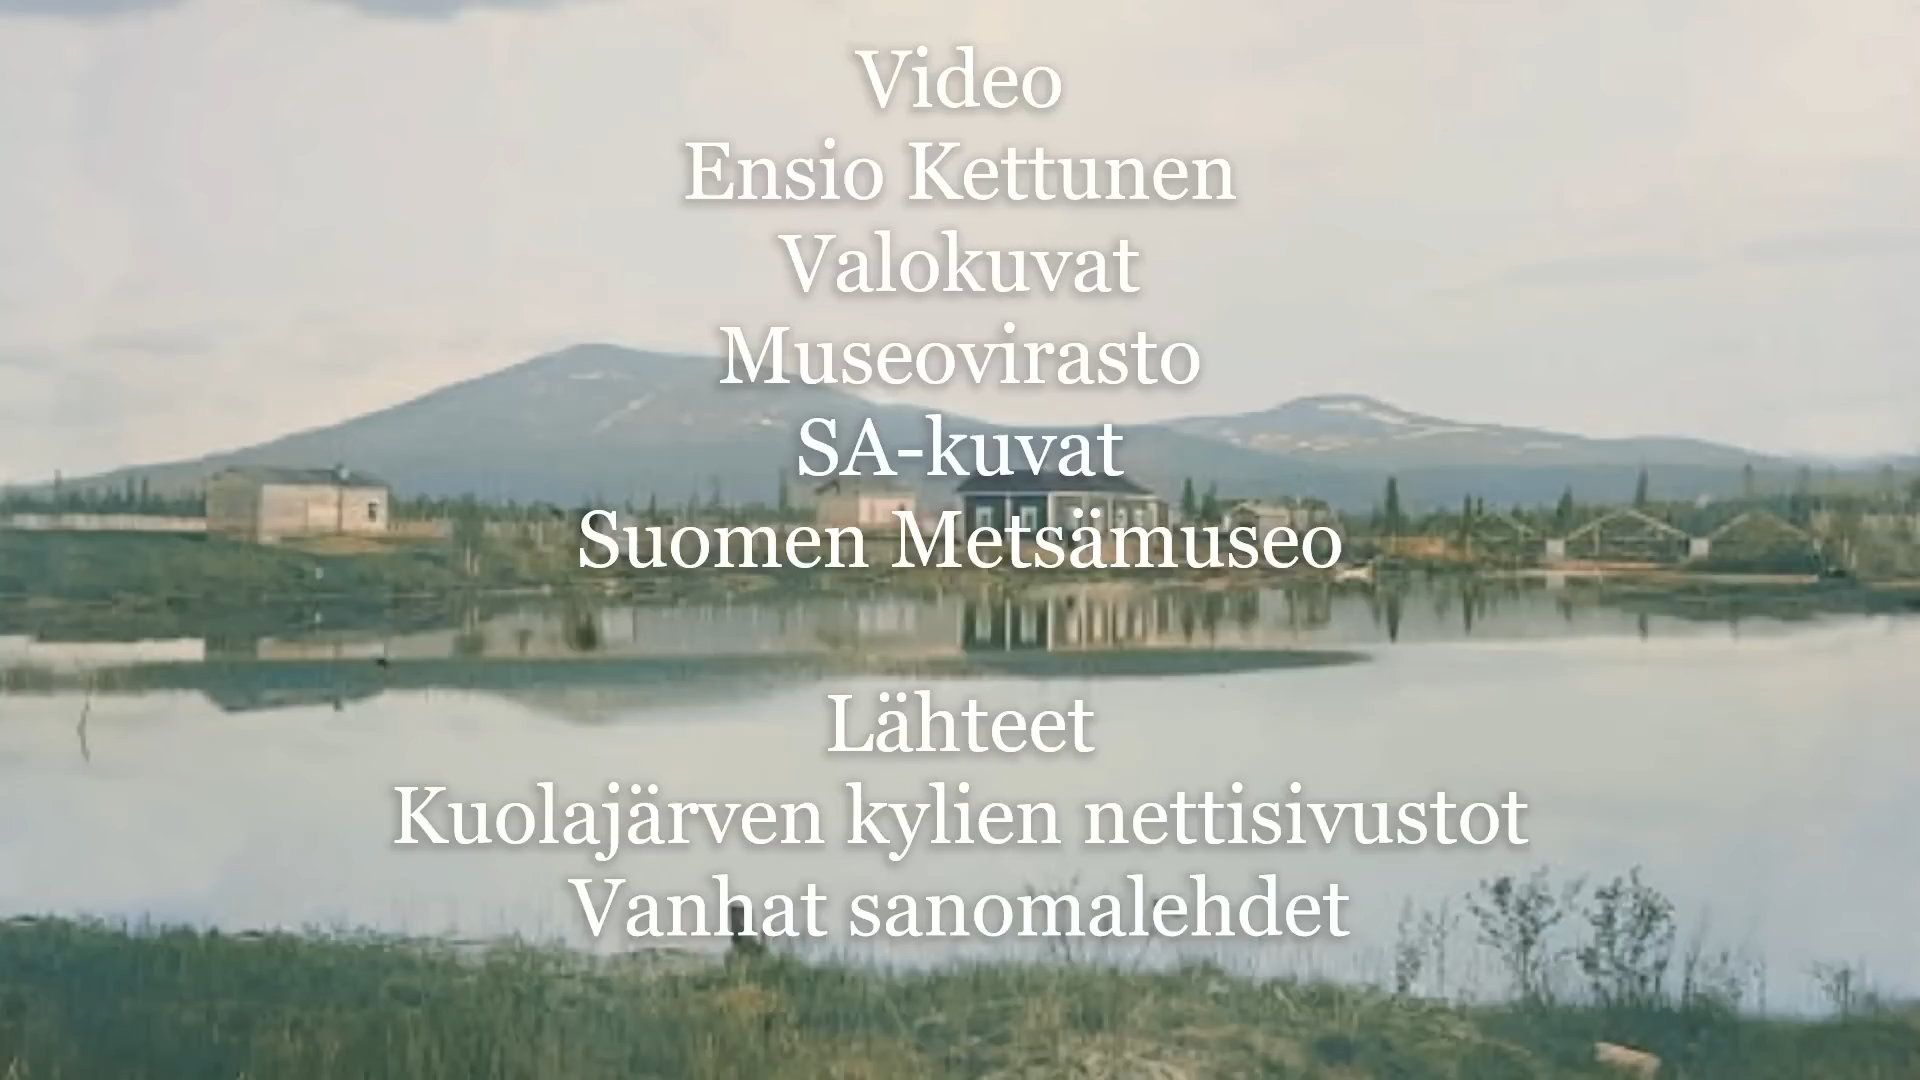 Video
Ensio Kettunen
Valokuvat
Museovirasto
SA-kuvat
Suomen Metsämuseo
Lähteet
Kuolajärven kylien nettisivustot
Vanhat sanomalehdet